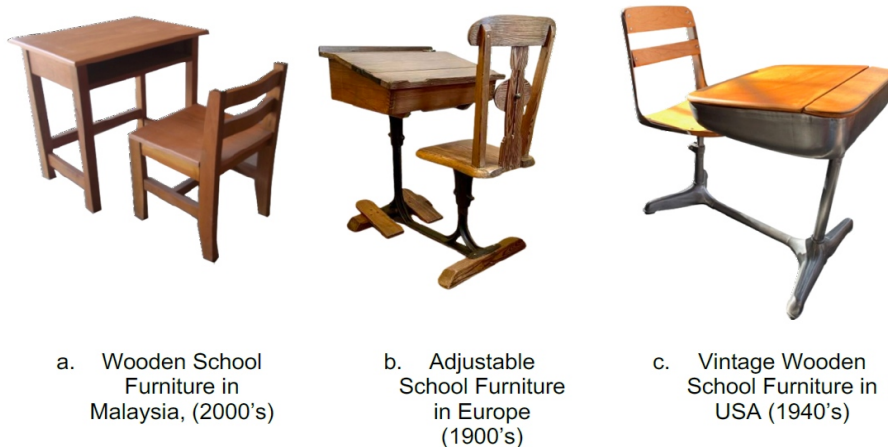 a. Wooden School
Furniture in
Malaysia, (2000's)
b. Adjustable
School Furniture
in Europe
(1900's)
c. Vintage Wooden
School Furniture in
USA (1940's)